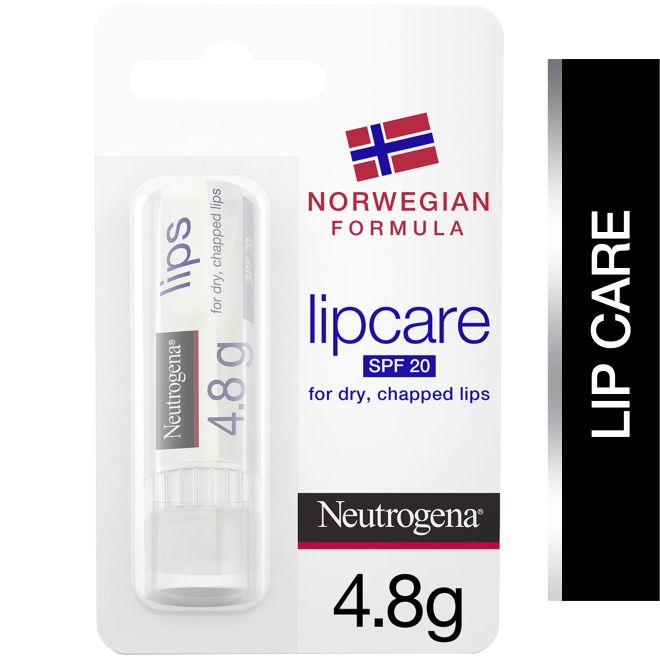 NORWEGIAN
FORMULA
lipcare
SPF 20
for dry, chapped lips
Neutrogena®
4.8g
lips
for dry, chapped lips
SPF 20
Neutrogena®
4.8 g
LIP CARE